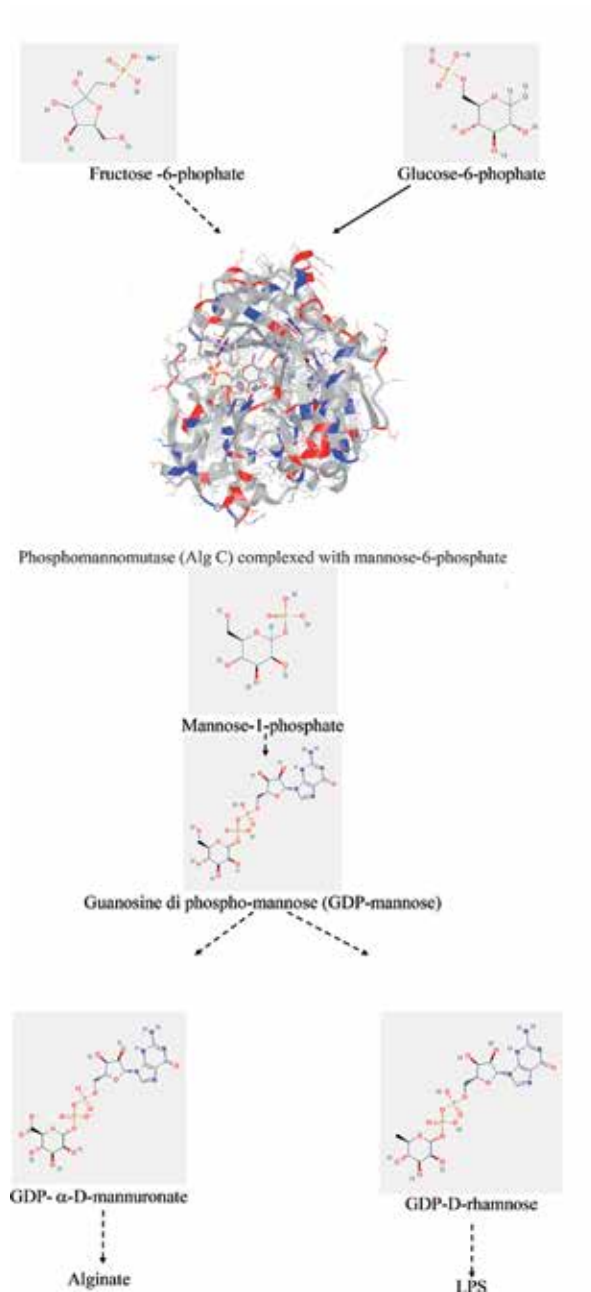 Fructose -6-phophate
Glucose-6-phophate
Phosphomannomutase (Alg C) complexed with mannose-6-phosphate
Mannose-1-phosphate
Guanosine di phospho-mannose (GDP-mannose)
GDP- α-D-mannuronate
GDP-D-rhamnose
Alginate
LPS